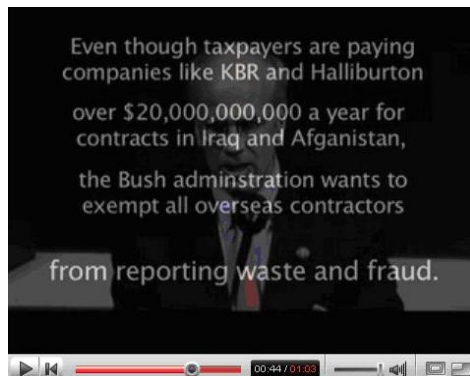 Even though taxpayers are paying
companies like KBR and Halliburton
over $20,000,000,000 a year for
contracts in Iraq and Afganistan,
the Bush adminstration wants to
exempt all overseas contractors
from reporting waste and fraud.
00:44 / 01:03